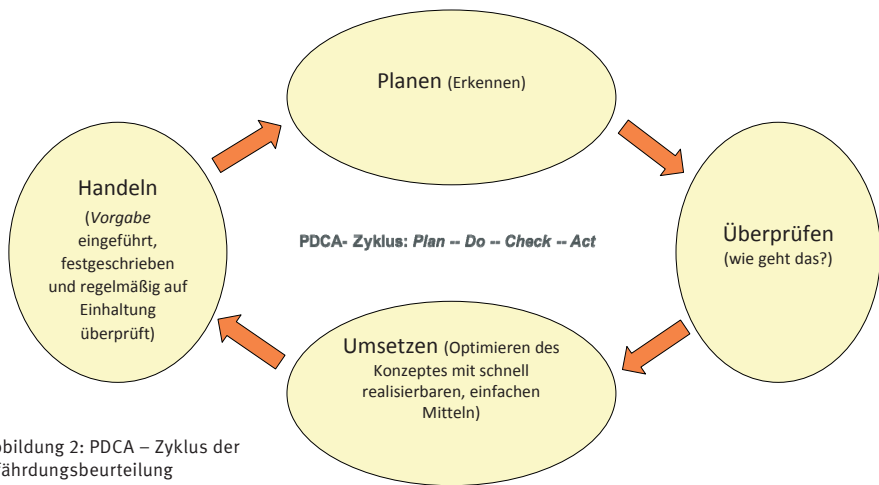 Planen (Erkennen)
Handeln
(Vorgabe
eingeführt,
festgeschrieben
und regelmäßig auf
Einhaltung
überprüft)
PDCA- Zyklus: Plan -- Do -- Check -- Act
Überprüfen
(wie geht das?)
Umsetzen (Optimieren des
Konzeptes mit schnell
realisierbaren, einfachen
Mitteln)
bildung 2: PDCA – Zyklus der
fährdungsbeurteilung